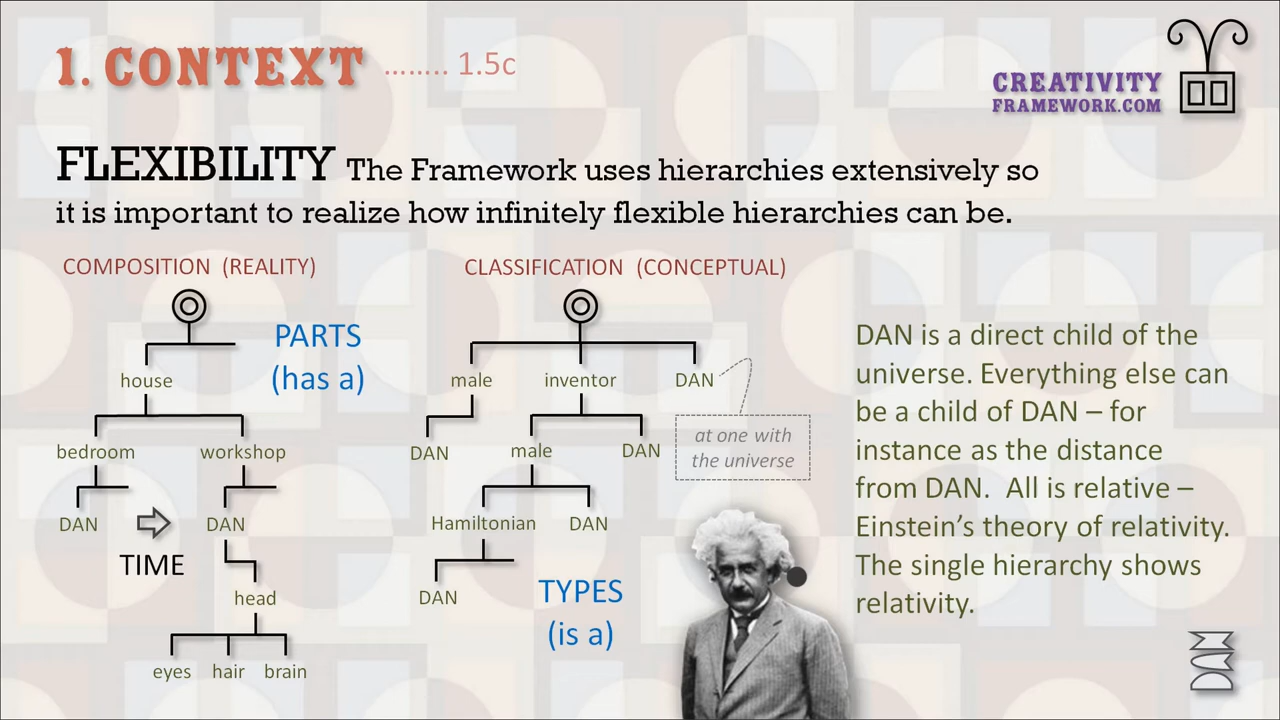 1. CONTEXT ........ 1.5c
CREATIVITY
FRAMEWORK.COM
FLEXIBILITY The Framework uses hierarchies extensively so
it is important to realize how infinitely flexible hierarchies can be.
COMPOSITION (REALITY)
PARTS
(has a)
house
bedroom workshop
DAN DAN
TIME
head
eyes hair brain
CLASSIFICATION (CONCEPTUAL)
male inventor DAN
at one with
the universe
DAN male DAN
Hamiltonian DAN
DAN
TYPES
(is a)
DAN is a direct child of the
universe. Everything else can
be a child of DAN – for
instance as the distance
from DAN. All is relative –
Einstein's theory of relativity.
The single hierarchy shows
relativity.